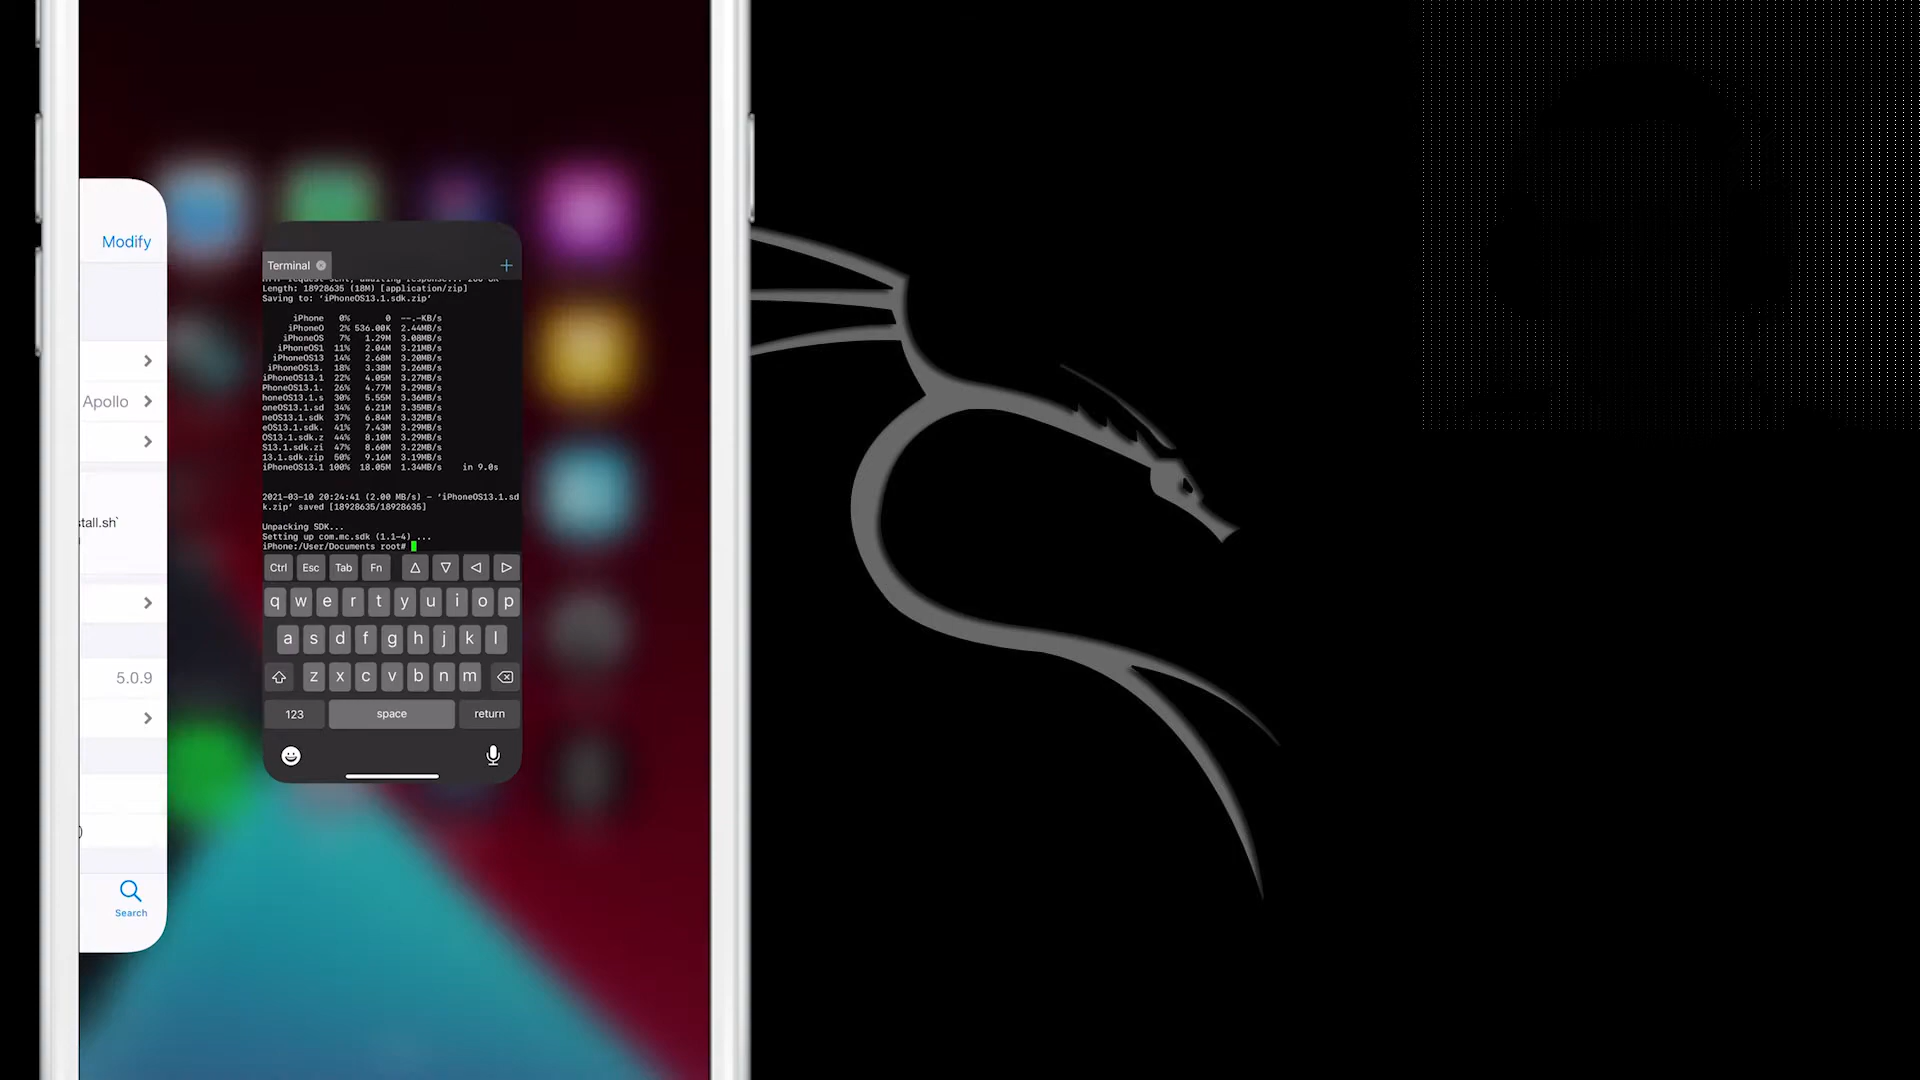 Modify
Apollo
stall.sh`
5.0.9
Search
Terminal
Length: 18928635 (18M) [application/zip]
Saving to: ‘iPhoneOS13.1.sdk.zip’
iPhone 0% 0 --.-KB/s
iPhoneO 2% 536.00K 2.44MB/s
iPhoneOS 7% 1.29M 3.08MB/s
iPhoneOS1 11% 2.04M 3.21MB/s
iPhoneOS13 14% 2.68M 3.20MB/s
iPhoneOS13. 18% 3.38M 3.26MB/s
iPhoneOS13.1 22% 4.05M 3.27MB/s
PhoneOS13.1. 26% 4.77M 3.29MB/s
honeOS13.1.s 30% 5.55M 3.36MB/s
oneOS13.1.sd 34% 6.21M 3.35MB/s
neOS13.1.sdk 37% 6.84M 3.32MB/s
eOS13.1.sdk. 41% 7.43M 3.29MB/s
OS13.1.sdk.z 44% 8.10M 3.29MB/s
S13.1.sdk.zi 47% 8.60M 3.22MB/s
13.1.sdk.zip 50% 9.16M 3.19MB/s
iPhoneOS13.1 100% 18.05M 1.34MB/s in 9.0s
2021-03-10 20:24:41 (2.00 MB/s) - ‘iPhoneOS13.1.sd
k.zip’ saved [18928635/18928635]
Unpacking SDK...
Setting up com.mc.sdk (1.1-4) ...
iPhone:/User/Documents root#
Ctrl Esc Tab Fn
q w e r t y u i o p
a s d f g h j k l
z x c v b n m
123 space return